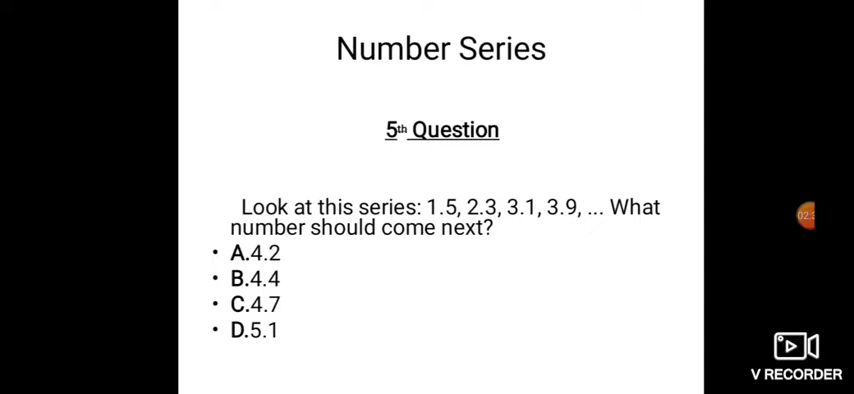 Number Series
5th Question
Look at this series: 1.5, 2.3, 3.1, 3.9, ... What
number should come next?
• A.4.2
• B.4.4
• C.4.7
• D.5.1
V RECORDER